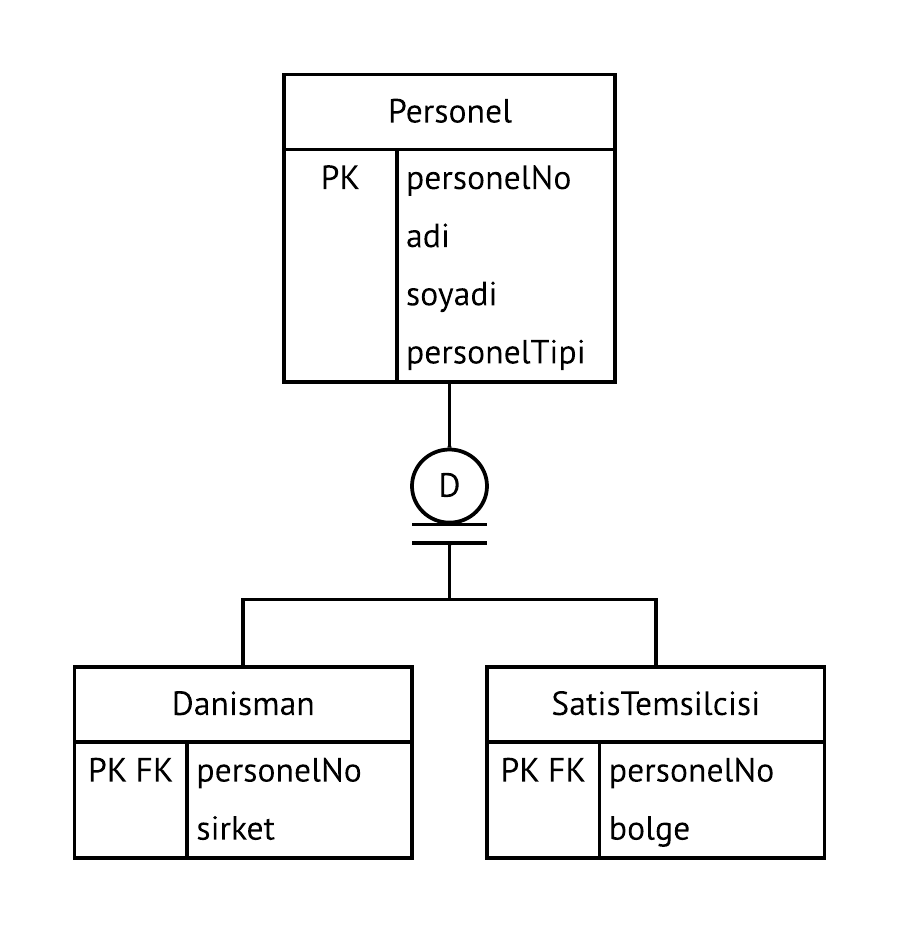 Personel
PK personelNo
adi
soyadi
personelTipi
D
Danisman
PK FK personelNo
sirket
SatisTemsilcisi
PK FK personelNo
bolge